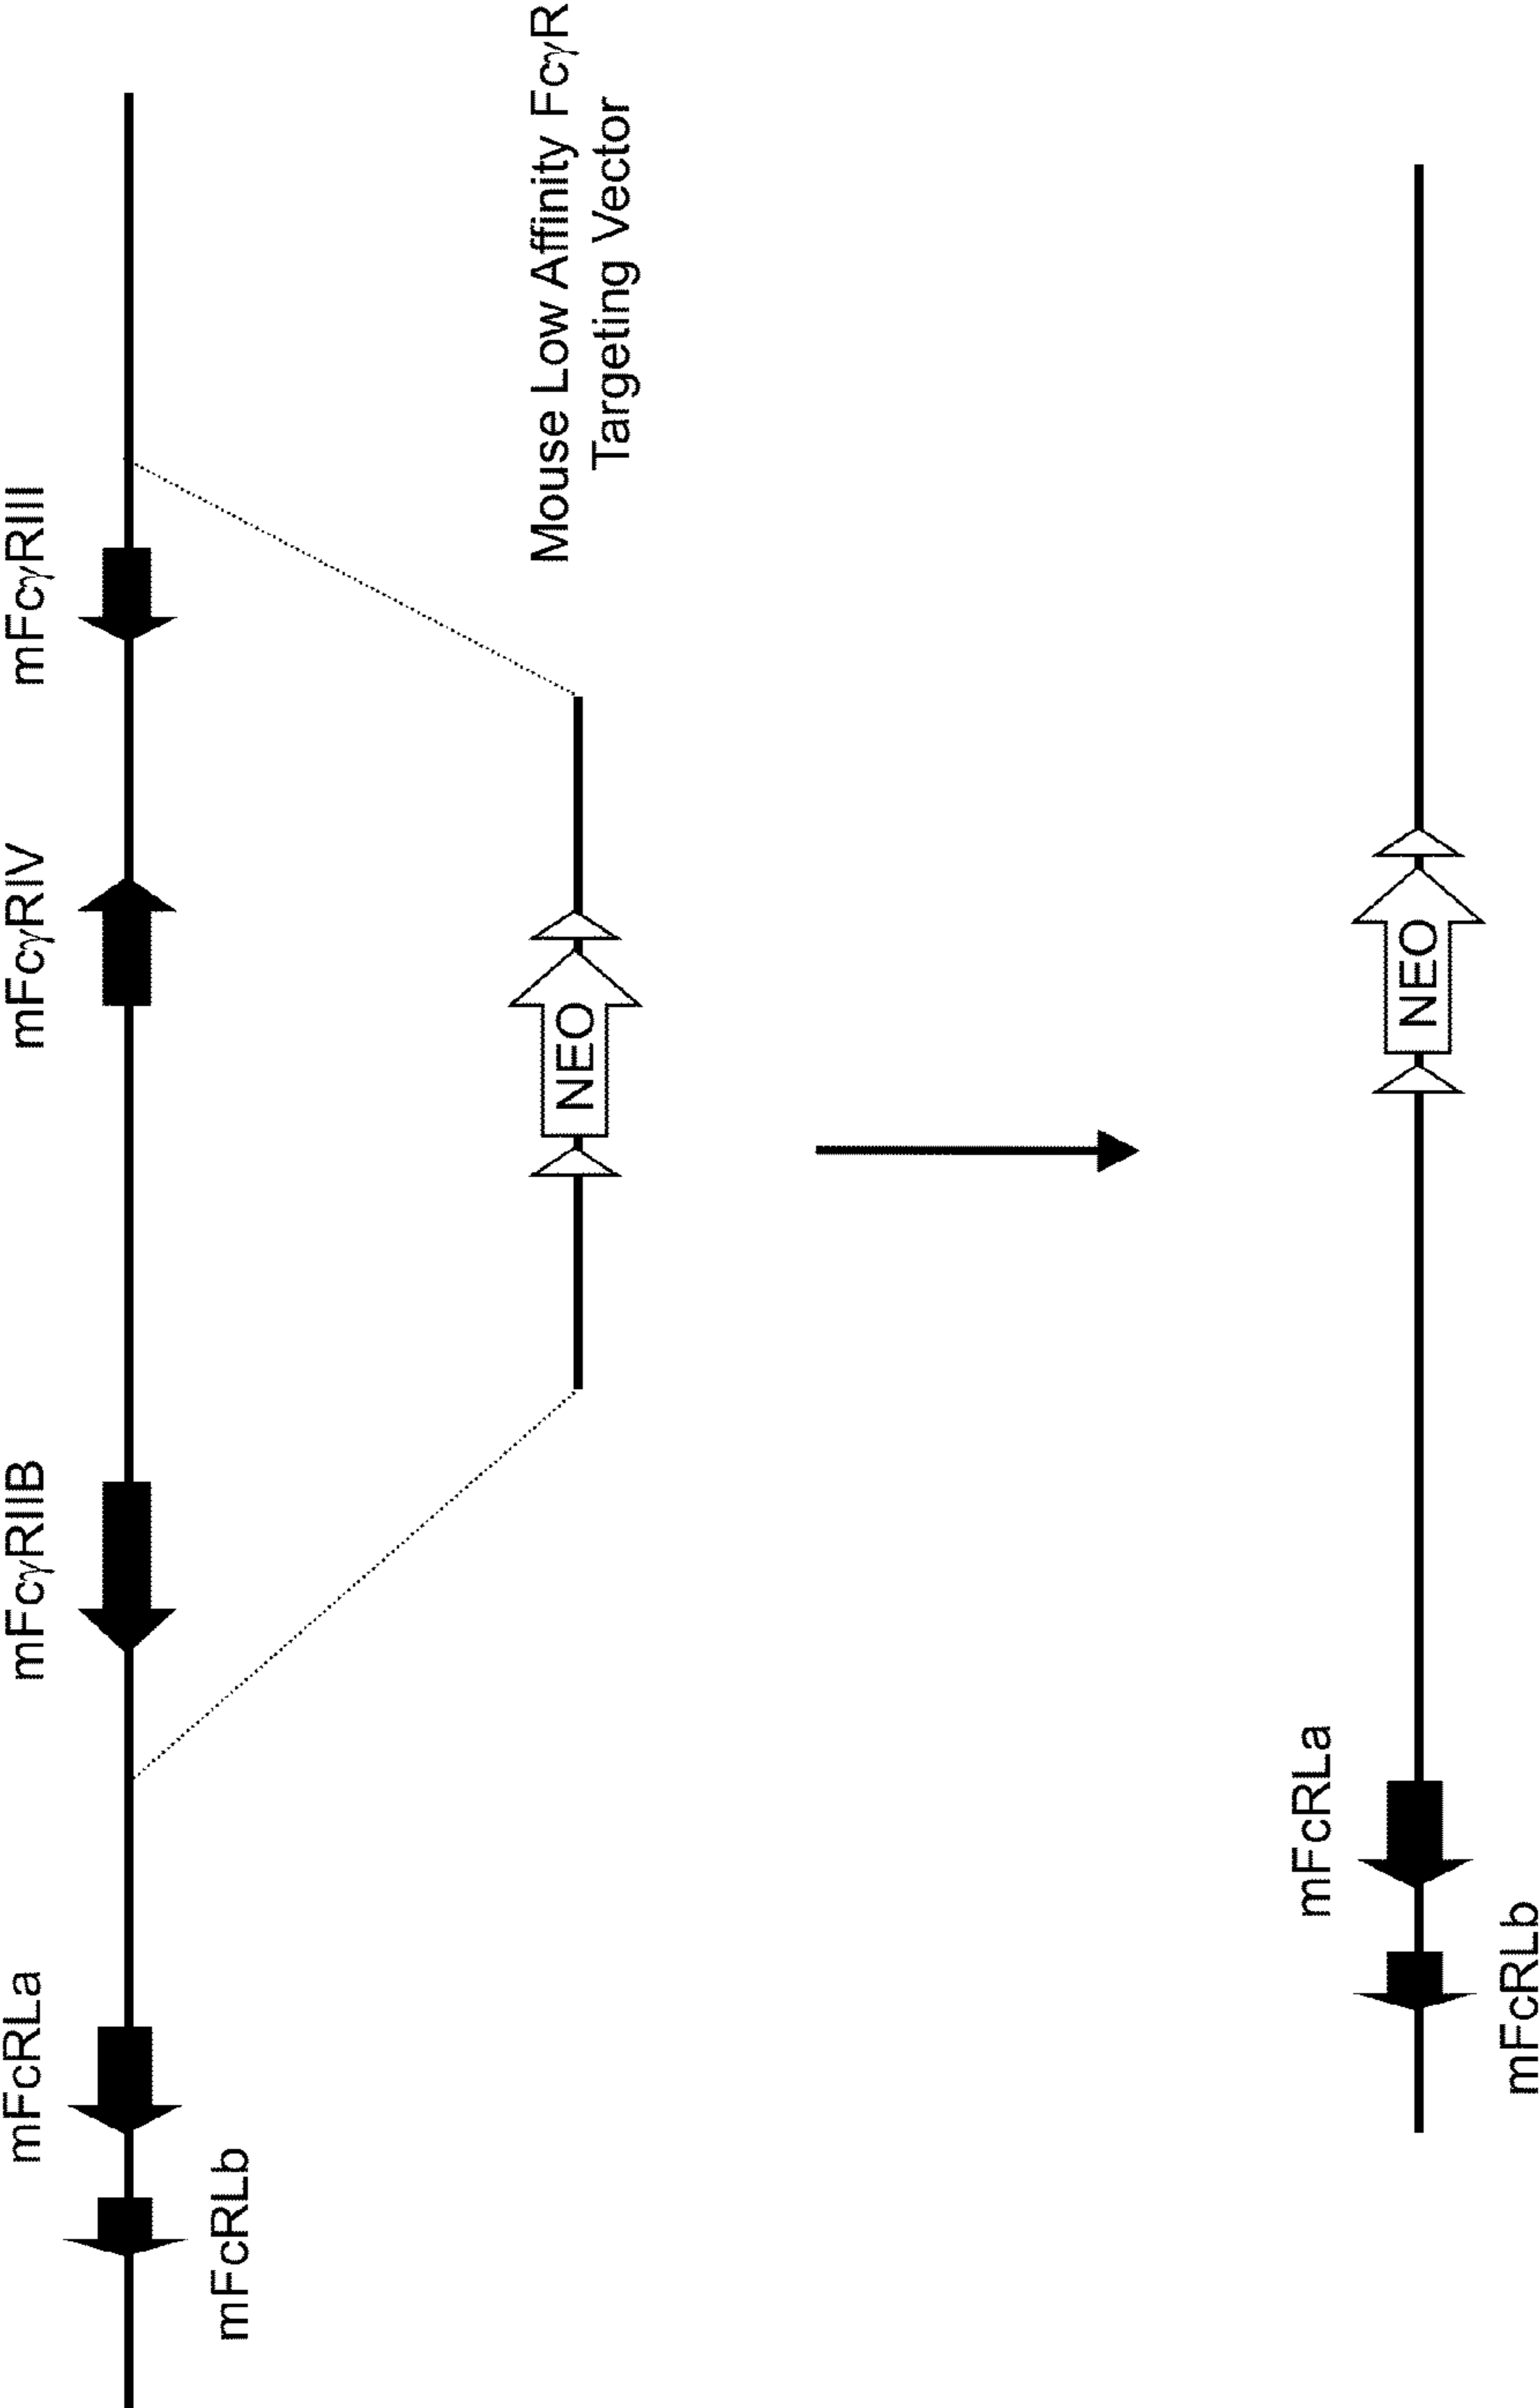 mFcRLa
mFcγRIIB
mFcγRIV
mFcγRIII
mFcRLb
Mouse Low Affinity FcγR
Targeting Vector
NEO
mFcRLa
NEO
mFcRLb